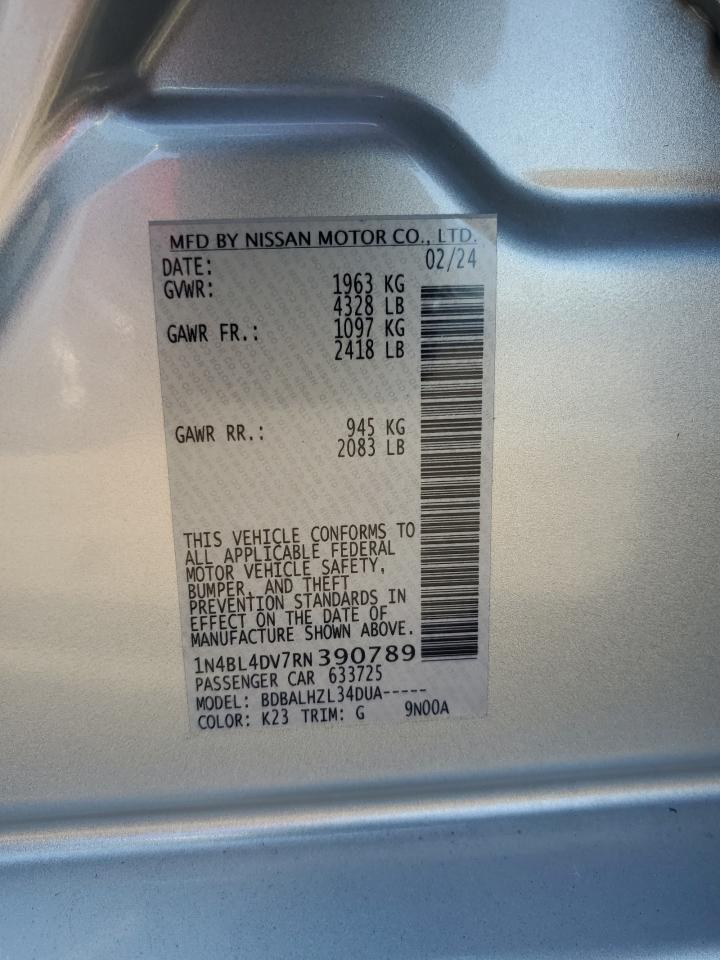 MFD BY NISSAN MOTOR CO., LTD.
DATE: 02/24
GVWR: 1963 KG
4328 LB
GAWR FR.: 1097 KG
2418 LB
GAWR RR.: 945 KG
2083 LB
THIS VEHICLE CONFORMS TO
ALL APPLICABLE FEDERAL
MOTOR VEHICLE SAFETY,
BUMPER, AND THEFT
PREVENTION STANDARDS IN
EFFECT ON THE DATE OF
MANUFACTURE SHOWN ABOVE.
1N4BL4DV7RN390789
PASSENGER CAR 633725
MODEL: BDBALHZL34DUA-----
COLOR: K23 TRIM: G 9N00A